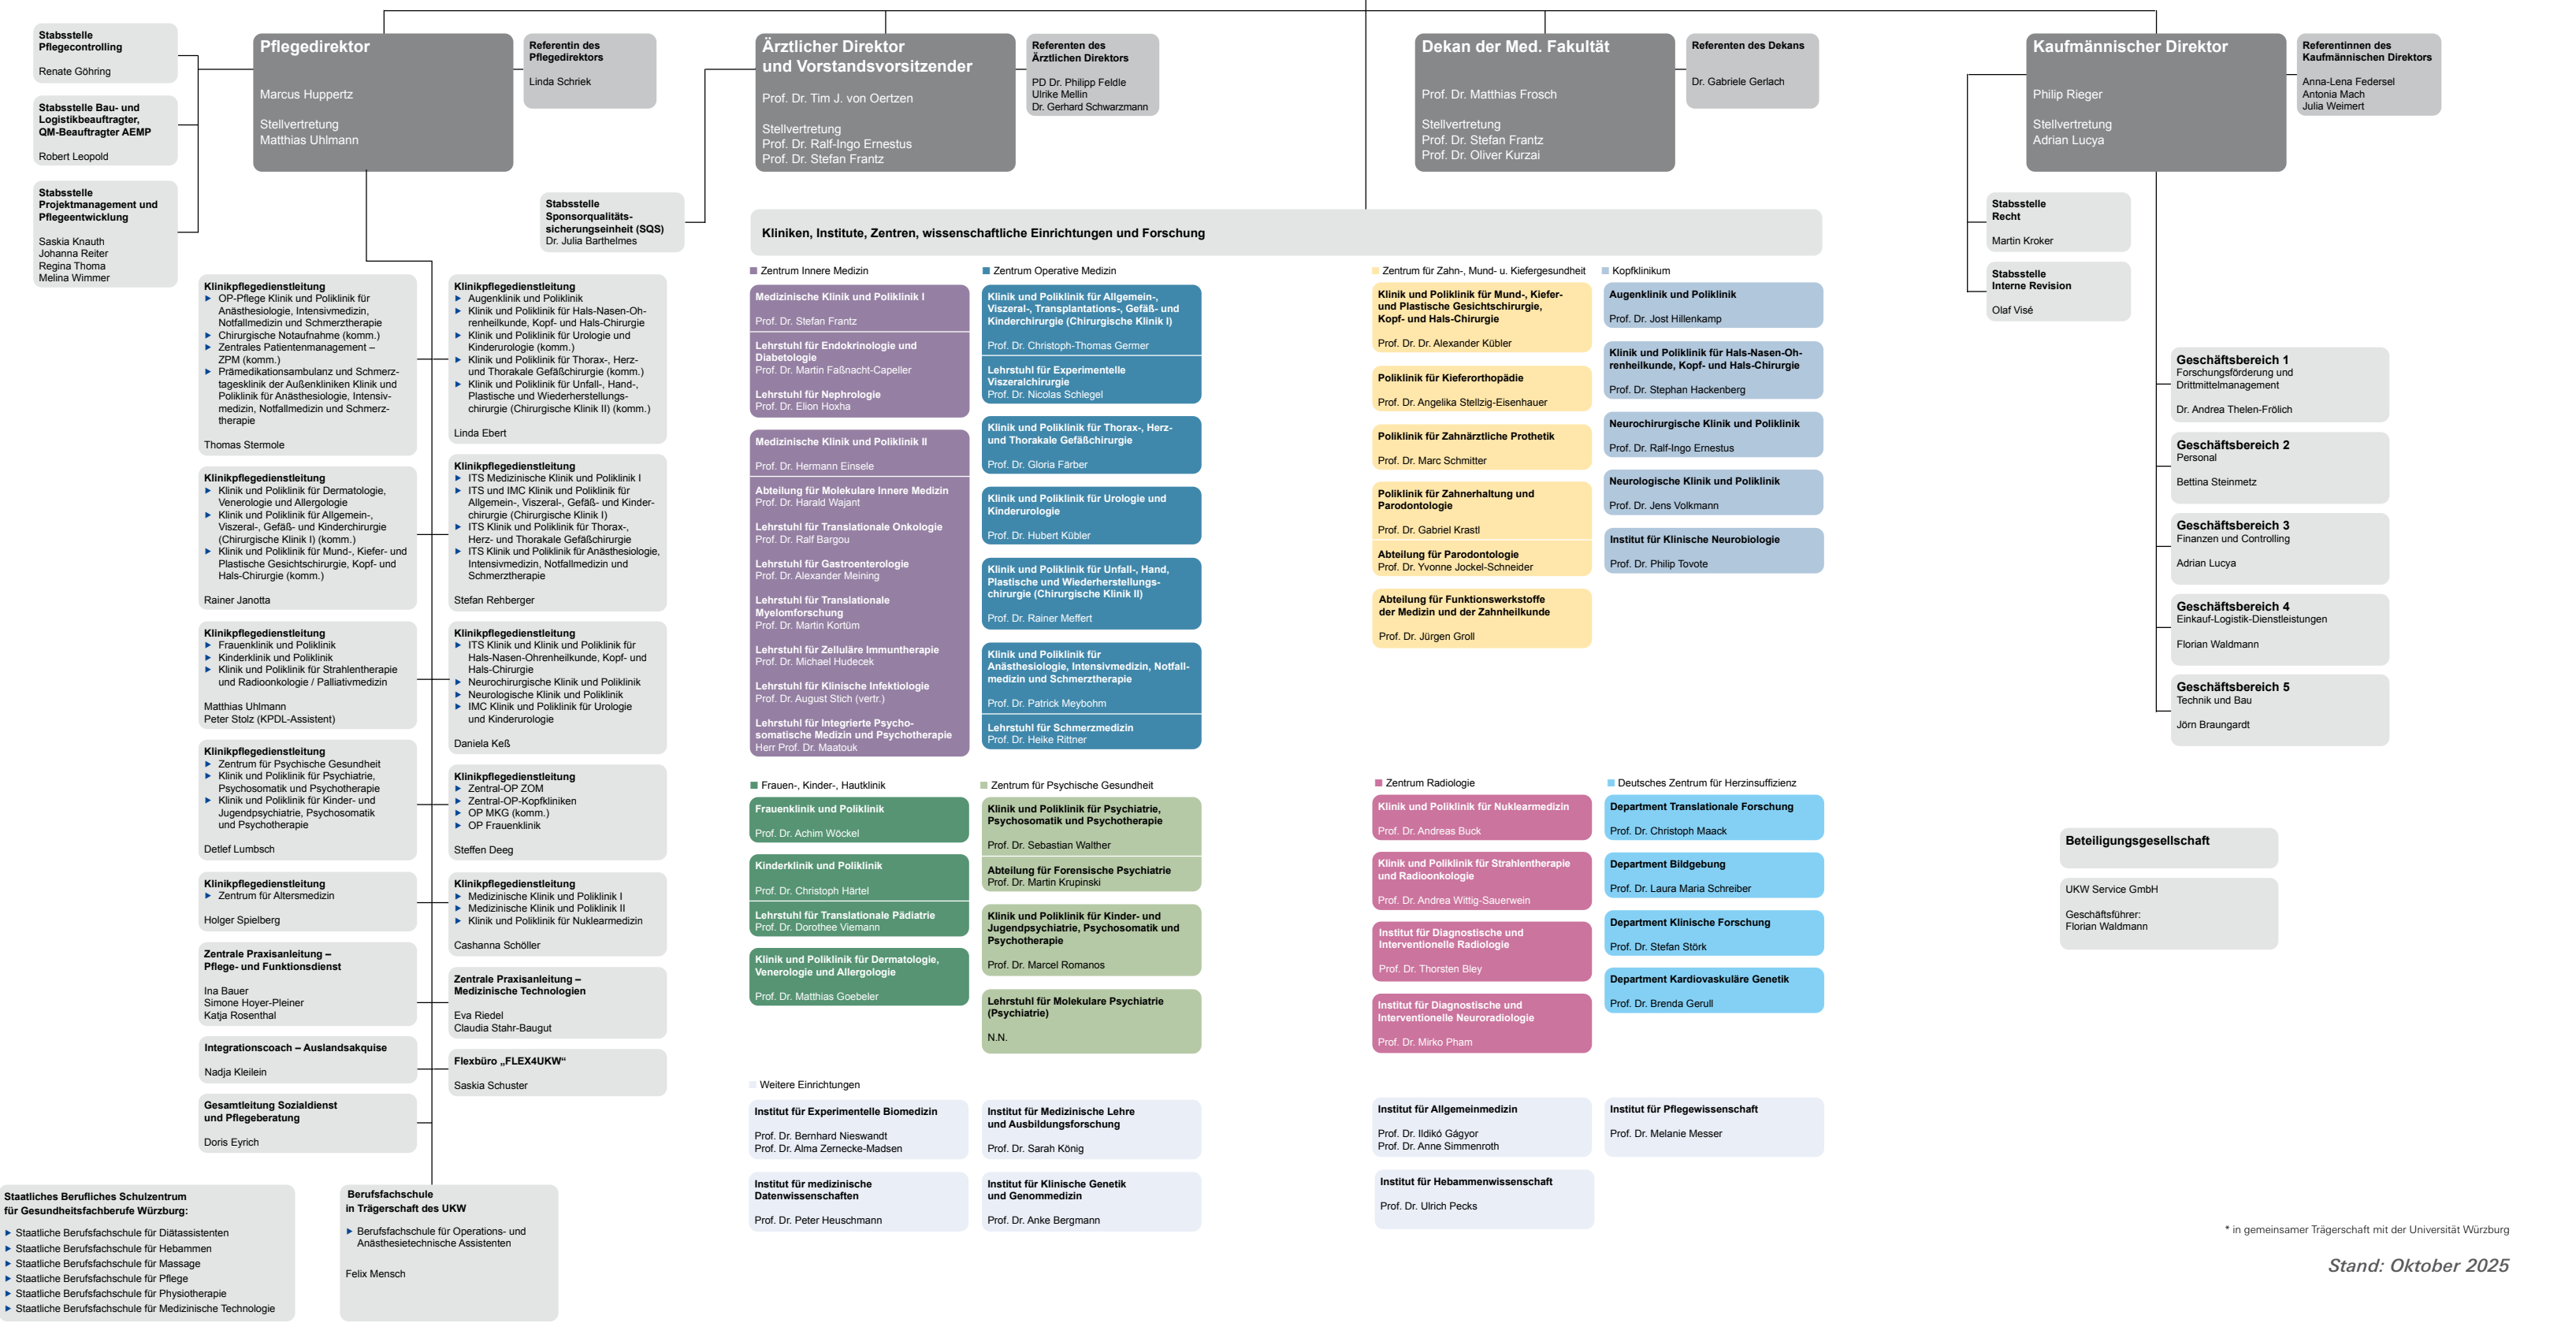 Stabsstelle
Pflegecontrolling
Renate Göhring
Stabsstelle Bau- und
Logistikbeauftragter,
QM-Beauftragter AEMP
Robert Leopold
Stabsstelle
Projektmanagement und
Pflegeentwicklung
Saskia Knauth
Johanna Reiter
Regina Thoma
Melina Wimmer
Pflegedirektor
Marcus Huppertz
Stellvertretung
Matthias Uhlmann
Referentin des
Pflegedirektors
Linda Schriek
Stabsstelle
Sponsorqualitäts-
sicherungseinheit (SQS)
Dr. Julia Barthelmes
Ärztlicher Direktor
und Vorstandsvorsitzender
Prof. Dr. Tim J. von Oertzen
Stellvertretung
Prof. Dr. Ralf-Ingo Ernestus
Prof. Dr. Stefan Frantz
Referenten des
Ärztlichen Direktors
PD Dr. Philipp Feldle
Ulrike Mellin
Dr. Gerhard Schwarzmann
Dekan der Med. Fakultät
Prof. Dr. Matthias Frosch
Stellvertretung
Prof. Dr. Stefan Frantz
Prof. Dr. Oliver Kurzai
Referenten des Dekans
Dr. Gabriele Gerlach
Kaufmännischer Direktor
Philip Rieger
Stellvertretung
Adrian Lucya
Referentinnen des
Kaufmännischen Direktors
Anna-Lena Federsel
Antonia Mach
Julia Weimert
Stabsstelle
Recht
Martin Kroker
Stabsstelle
Interne Revision
Olaf Visé
Klinikpflegedienstleitung
► OP-Pflege Klinik und Poliklinik für
Anästhesiologie, Intensivmedizin,
Notfallmedizin und Schmerztherapie
► Chirurgische Notaufnahme (komm.)
► Zentrales Patientenmanagement –
ZPM (komm.)
► Prämedikationsambulanz und Schmerz-
tagesklinik der Außenkliniken Klinik und
Poliklinik für Anästhesiologie, Intensiv-
medizin, Notfallmedizin und Schmerz-
therapie
Thomas Stermole
Klinikpflegedienstleitung
► Augenklinik und Poliklinik
► Klinik und Poliklinik für Hals-Nasen-Oh-
renheilkunde, Kopf- und Hals-Chirurgie
► Klinik und Poliklinik für Urologie und
Kinderurologie (komm.)
► Klinik und Poliklinik für Thorax-, Herz-
und Thorakale Gefäßchirurgie (komm.)
► Klinik und Poliklinik für Unfall-, Hand-,
Plastische und Wiederherstellungs-
chirurgie (Chirurgische Klinik II) (komm.)
Linda Ebert
Klinikpflegedienstleitung
► Klinik und Poliklinik für Dermatologie,
Venerologie und Allergologie
► Klinik und Poliklinik für Allgemein-,
Viszeral-, Gefäß- und Kinderchirurgie
(Chirurgische Klinik I) (komm.)
► Klinik und Poliklinik für Mund-, Kiefer- und
Plastische Gesichtschirurgie, Kopf- und
Hals-Chirurgie (komm.)
Rainer Janotta
Klinikpflegedienstleitung
► ITS Medizinische Klinik und Poliklinik I
► ITS und IMC Klinik und Poliklinik für
Allgemein-, Viszeral-, Gefäß- und Kinder-
chirurgie (Chirurgische Klinik I)
► ITS Klinik und Poliklinik für Thorax-,
Herz- und Thorakale Gefäßchirurgie
► ITS Klinik und Poliklinik für Anästhesiologie,
Intensivmedizin, Notfallmedizin und
Schmerztherapie
Stefan Rehberger
Klinikpflegedienstleitung
► Frauenklinik und Poliklinik
► Kinderklinik und Poliklinik
► Klinik und Poliklinik für Strahlentherapie
und Radioonkologie / Palliativmedizin
Matthias Uhlmann
Peter Stolz (KPDL-Assistent)
Klinikpflegedienstleitung
► ITS Klinik und Klinik und Poliklinik für
Hals-Nasen-Ohrenheilkunde, Kopf- und
Hals-Chirurgie
► Neurochirurgische Klinik und Poliklinik
► Neurologische Klinik und Poliklinik
► IMC Klinik und Poliklinik für Urologie
und Kinderurologie
Daniela Keß
Klinikpflegedienstleitung
► Zentrum für Psychische Gesundheit
► Klinik und Poliklinik für Psychiatrie,
Psychosomatik und Psychotherapie
► Klinik und Poliklinik für Kinder- und
Jugendpsychiatrie, Psychosomatik
und Psychotherapie
Detlef Lumbsch
Klinikpflegedienstleitung
► Zentral-OP ZOM
► Zentral-OP-Kopfkliniken
► OP MKG (komm.)
► OP Frauenklinik
Steffen Deeg
Klinikpflegedienstleitung
► Zentrum für Altersmedizin
Holger Spielberg
Klinikpflegedienstleitung
► Medizinische Klinik und Poliklinik I
► Medizinische Klinik und Poliklinik II
► Klinik und Poliklinik für Nuklearmedizin
Cashanna Schöller
Zentrale Praxisanleitung –
Pflege- und Funktionsdienst
Ina Bauer
Simone Hoyer-Pleiner
Katja Rosenthal
Zentrale Praxisanleitung –
Medizinische Technologien
Eva Riedel
Claudia Stahr-Baugut
Integrationscoach – Auslandsakquise
Nadja Kleilein
Flexbüro „FLEX4UKW“
Saskia Schuster
Gesamtleitung Sozialdienst
und Pflegeberatung
Doris Eyrich
Staatliches Berufliches Schulzentrum
für Gesundheitsfachberufe Würzburg:
► Staatliche Berufsfachschule für Diätassistenten
► Staatliche Berufsfachschule für Hebammen
► Staatliche Berufsfachschule für Massage
► Staatliche Berufsfachschule für Pflege
► Staatliche Berufsfachschule für Physiotherapie
► Staatliche Berufsfachschule für Medizinische Technologie
Berufsfachschule
in Trägerschaft des UKW
► Berufsfachschule für Operations- und
Anästhesietechnische Assistenten
Felix Mensch
Kliniken, Institute, Zentren, wissenschaftliche Einrichtungen und Forschung
Zentrum Innere Medizin
Medizinische Klinik und Poliklinik I
Prof. Dr. Stefan Frantz
Lehrstuhl für Endokrinologie und
Diabetologie
Prof. Dr. Martin Faßnacht-Capeller
Lehrstuhl für Nephrologie
Prof. Dr. Elion Hoxha
Medizinische Klinik und Poliklinik II
Prof. Dr. Hermann Einsele
Abteilung für Molekulare Innere Medizin
Prof. Dr. Harald Wajant
Lehrstuhl für Translationale Onkologie
Prof. Dr. Ralf Bargou
Lehrstuhl für Gastroenterologie
Prof. Dr. Alexander Meining
Lehrstuhl für Translationale
Myelomforschung
Prof. Dr. Martin Kortüm
Lehrstuhl für Zelluläre Immuntherapie
Prof. Dr. Michael Hudecek
Lehrstuhl für Klinische Infektiologie
Prof. Dr. August Stich (vertr.)
Lehrstuhl für Integrierte Psycho-
somatische Medizin und Psychotherapie
Herr Prof. Dr. Maatouk
Zentrum Operative Medizin
Klinik und Poliklinik für Allgemein-,
Viszeral-, Transplantations-, Gefäß- und
Kinderchirurgie (Chirurgische Klinik I)
Prof. Dr. Christoph-Thomas Germer
Lehrstuhl für Experimentelle
Viszeralchirurgie
Prof. Dr. Nicolas Schlegel
Klinik und Poliklinik für Thorax-, Herz-
und Thorakale Gefäßchirurgie
Prof. Dr. Gloria Färber
Klinik und Poliklinik für Urologie und
Kinderurologie
Prof. Dr. Hubert Kübler
Klinik und Poliklinik für Unfall-, Hand,
Plastische und Wiederherstellungs-
chirurgie (Chirurgische Klinik II)
Prof. Dr. Rainer Meffert
Klinik und Poliklinik für
Anästhesiologie, Intensivmedizin, Notfall-
medizin und Schmerztherapie
Prof. Dr. Patrick Meybohm
Lehrstuhl für Schmerzmedizin
Prof. Dr. Heike Rittner
Zentrum für Zahn-, Mund- u. Kiefergesundheit
Klinik und Poliklinik für Mund-, Kiefer-
und Plastische Gesichtschirurgie,
Kopf- und Hals-Chirurgie
Prof. Dr. Dr. Alexander Kübler
Poliklinik für Kieferorthopädie
Prof. Dr. Angelika Stellzig-Eisenhauer
Poliklinik für Zahnärztliche Prothetik
Prof. Dr. Marc Schmitter
Poliklinik für Zahnerhaltung und
Parodontologie
Prof. Dr. Gabriel Krastl
Abteilung für Parodontologie
Prof. Dr. Yvonne Jockel-Schneider
Abteilung für Funktionswerkstoffe
der Medizin und der Zahnheilkunde
Prof. Dr. Jürgen Groll
Kopfklinikum
Augenklinik und Poliklinik
Prof. Dr. Jost Hillenkamp
Klinik und Poliklinik für Hals-Nasen-Oh-
renheilkunde, Kopf- und Hals-Chirurgie
Prof. Dr. Stephan Hackenberg
Neurochirurgische Klinik und Poliklinik
Prof. Dr. Ralf-Ingo Ernestus
Neurologische Klinik und Poliklinik
Prof. Dr. Jens Volkmann
Institut für Klinische Neurobiologie
Prof. Dr. Philip Tovote
Frauen-, Kinder-, Hautklinik
Frauenklinik und Poliklinik
Prof. Dr. Achim Wöckel
Kinderklinik und Poliklinik
Prof. Dr. Christoph Härtel
Lehrstuhl für Translationale Pädiatrie
Prof. Dr. Dorothee Viemann
Klinik und Poliklinik für Dermatologie,
Venerologie und Allergologie
Prof. Dr. Matthias Goebeler
Zentrum für Psychische Gesundheit
Klinik und Poliklinik für Psychiatrie,
Psychosomatik und Psychotherapie
Prof. Dr. Sebastian Walther
Abteilung für Forensische Psychiatrie
Prof. Dr. Martin Krupinski
Klinik und Poliklinik für Kinder- und
Jugendpsychiatrie, Psychosomatik und
Psychotherapie
Prof. Dr. Marcel Romanos
Lehrstuhl für Molekulare Psychiatrie
(Psychiatrie)
N.N.
Zentrum Radiologie
Klinik und Poliklinik für Nuklearmedizin
Prof. Dr. Andreas Buck
Klinik und Poliklinik für Strahlentherapie
und Radioonkologie
Prof. Dr. Andrea Wittig-Sauerwein
Institut für Diagnostische und
Interventionelle Radiologie
Prof. Dr. Thorsten Bley
Institut für Diagnostische und
Interventionelle Neuroradiologie
Prof. Dr. Mirko Pham
Deutsches Zentrum für Herzinsuffizienz
Department Translationale Forschung
Prof. Dr. Christoph Maack
Department Bildgebung
Prof. Dr. Laura Maria Schreiber
Department Klinische Forschung
Prof. Dr. Stefan Störk
Department Kardiovaskuläre Genetik
Prof. Dr. Brenda Gerull
Weitere Einrichtungen
Institut für Experimentelle Biomedizin
Prof. Dr. Bernhard Nieswandt
Prof. Dr. Alma Zernecke-Madsen
Institut für Medizinische Lehre
und Ausbildungsforschung
Prof. Dr. Sarah König
Institut für Allgemeinmedizin
Prof. Dr. Ildikó Gágyor
Prof. Dr. Anne Simmenroth
Institut für Pflegewissenschaft
Prof. Dr. Melanie Messer
Institut für medizinische
Datenwissenschaften
Prof. Dr. Peter Heuschmann
Institut für Klinische Genetik
und Genommedizin
Prof. Dr. Anke Bergmann
Institut für Hebammenwissenschaft
Prof. Dr. Ulrich Pecks
Geschäftsbereich 1
Forschungsförderung und
Drittmittelmanagement
Dr. Andrea Thelen-Frölich
Geschäftsbereich 2
Personal
Bettina Steinmetz
Geschäftsbereich 3
Finanzen und Controlling
Adrian Lucya
Geschäftsbereich 4
Einkauf-Logistik-Dienstleistungen
Florian Waldmann
Geschäftsbereich 5
Technik und Bau
Jörn Braungardt
Beteiligungsgesellschaft
UKW Service GmbH
Geschäftsführer:
Florian Waldmann
* in gemeinsamer Trägerschaft mit der Universität Würzburg
Stand: Oktober 2025